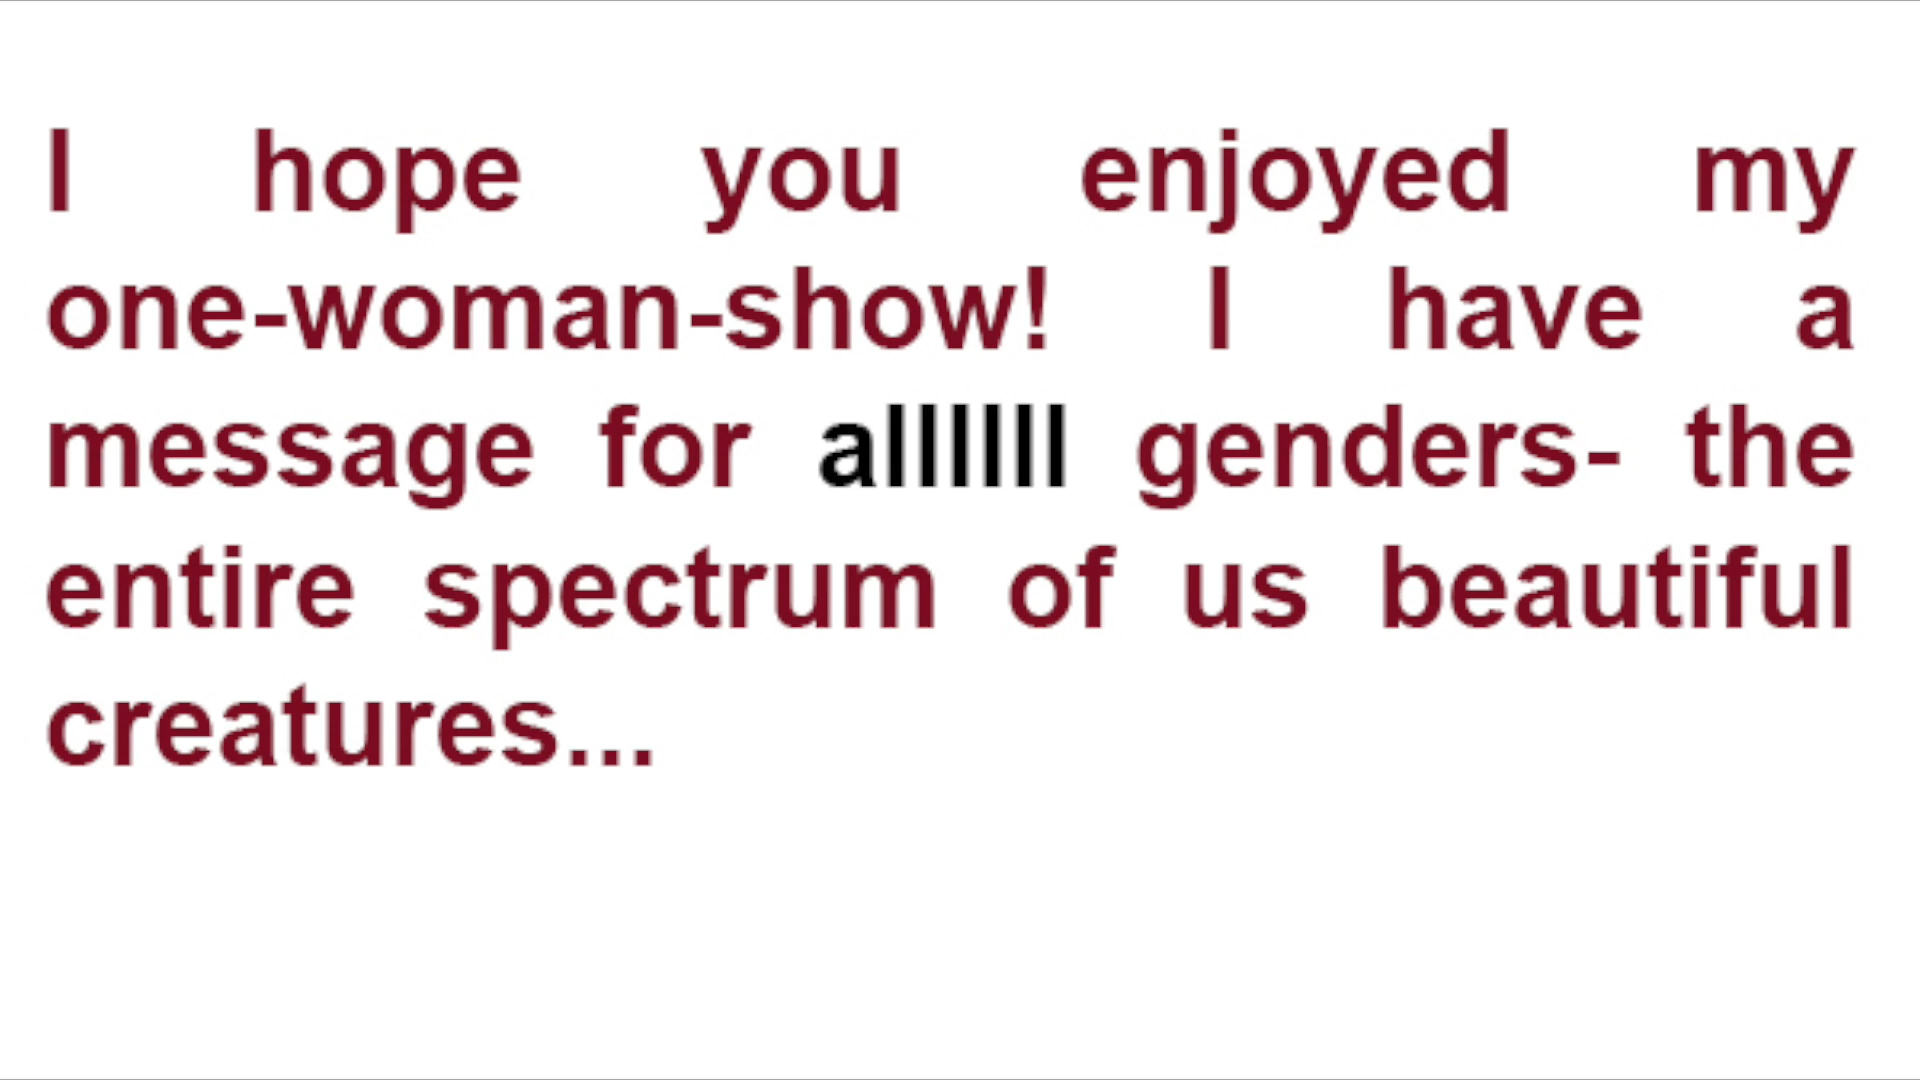 I hope you enjoyed my
one-woman-show! I have a
message for allllll genders- the
entire spectrum of us beautiful
creatures...